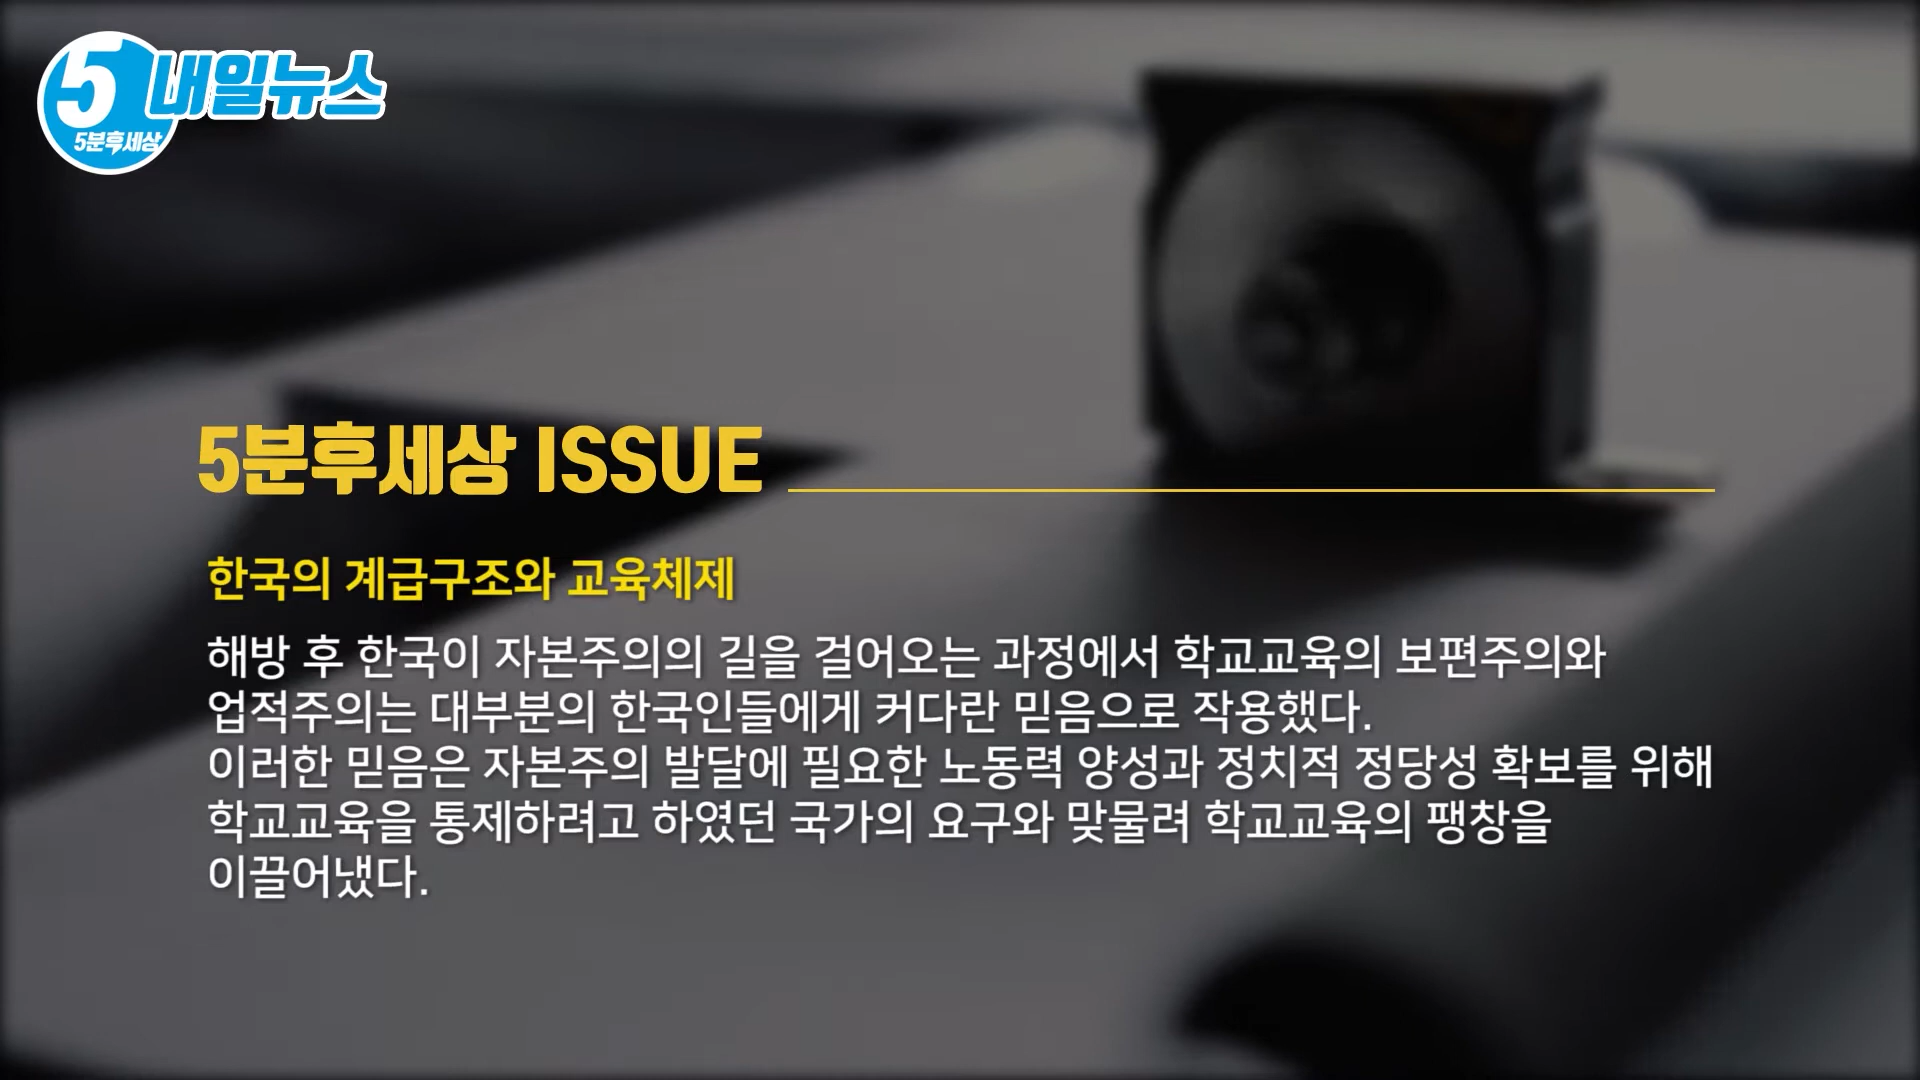 5 내일뉴스
5분후세상
5분후세상 ISSUE
한국의 계급구조와 교육체제
해방 후 한국이 자본주의의 길을 걸어오는 과정에서 학교교육의 보편주의와
업적주의는 대부분의 한국인들에게 커다란 믿음으로 작용했다.
이러한 믿음은 자본주의 발달에 필요한 노동력 양성과 정치적 정당성 확보를 위해
학교교육을 통제하려고 하였던 국가의 요구와 맞물려 학교교육의 팽창을
이끌어냈다.